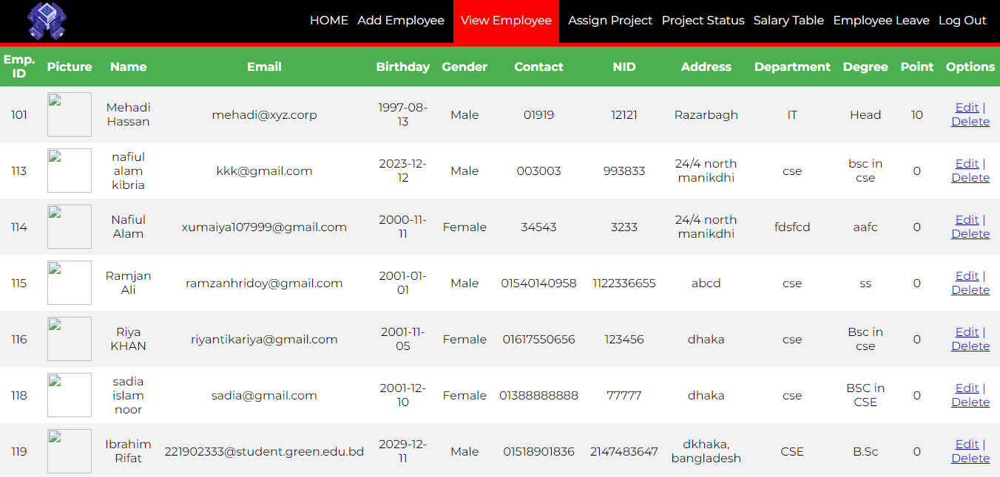 HOME Add Employee View Employee Assign Project Project Status Salary Table Employee Leave Log Out
Emp. ID Picture Name Email Birthday Gender Contact NID Address Department Degree Point Options
101 Mehadi Hassan mehadi@xyz.corp 1997-08-13 Male 01919 12121 Razarbagh IT Head 10 Edit | Delete
113 nafiul alam kibria kkk@gmail.com 2023-12-12 Male 003003 993833 24/4 north manikdhi cse bsc in cse 0 Edit | Delete
114 Nafiul Alam xumaiya107999@gmail.com 2000-11-11 Female 34543 3233 24/4 north manikdhi fdsfcd aafc 0 Edit | Delete
115 Ramjan Ali ramzanhridoy@gmail.com 2001-01-01 Male 01540140958 1122336655 abcd cse ss 0 Edit | Delete
116 Riya KHAN riyantikariya@gmail.com 2001-11-05 Female 01617550656 123456 dhaka cse Bsc in cse 0 Edit | Delete
118 sadia islam noor sadia@gmail.com 2001-12-10 Female 01388888888 77777 dhaka cse BSC in CSE 0 Edit | Delete
119 Ibrahim Rifat 221902333@student.green.edu.bd 2029-12-11 Male 01518901836 2147483647 dkhaka, bangladesh CSE B.Sc 0 Edit | Delete